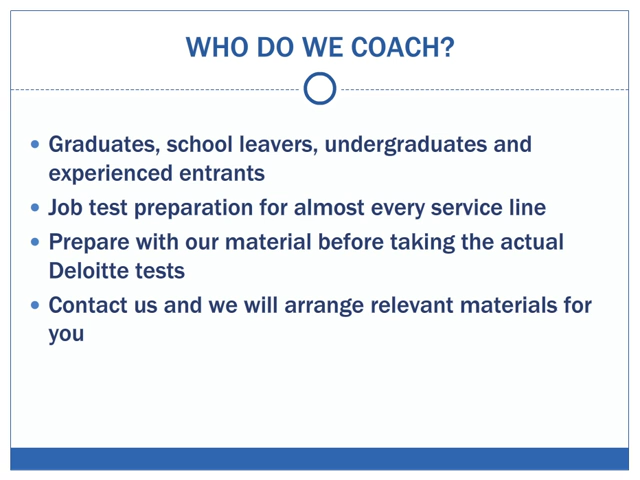 WHO DO WE COACH?
• Graduates, school leavers, undergraduates and
experienced entrants
• Job test preparation for almost every service line
• Prepare with our material before taking the actual
Deloitte tests
• Contact us and we will arrange relevant materials for
you